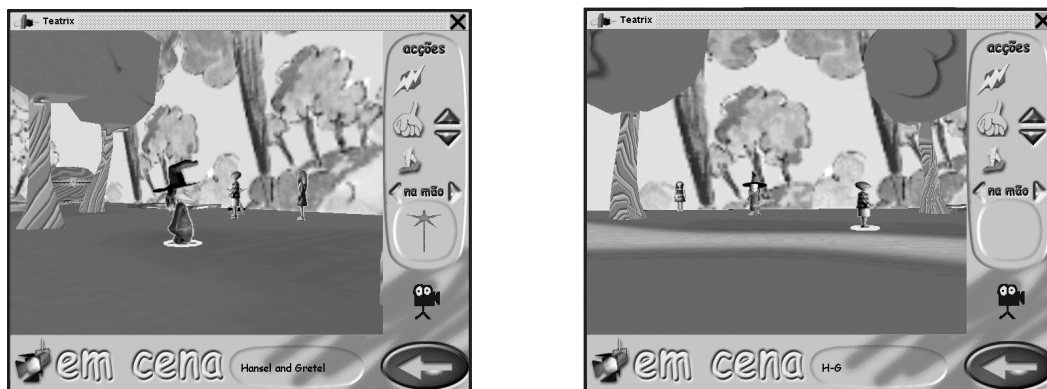 Teatrix
acções
na mão
em cena
Hansel and Gretel
Teatrix
acções
na mão
em cena
H-G